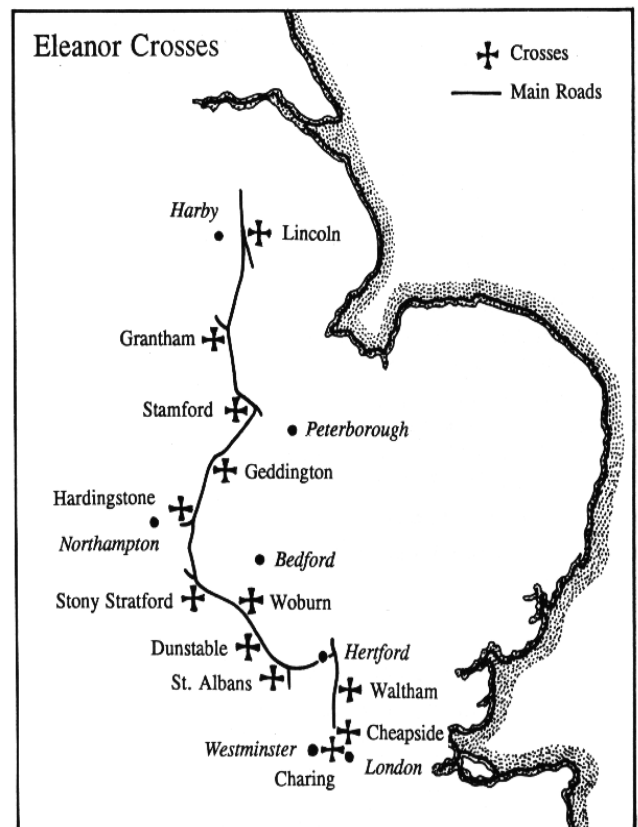 Eleanor Crosses
Crosses
Main Roads
Harby
Lincoln
Grantham
Stamford
Peterborough
Geddington
Hardingstone
Northampton
Bedford
Stony Stratford
Woburn
Dunstable
Hertford
St. Albans
Waltham
Cheapside
Westminster
London
Charing